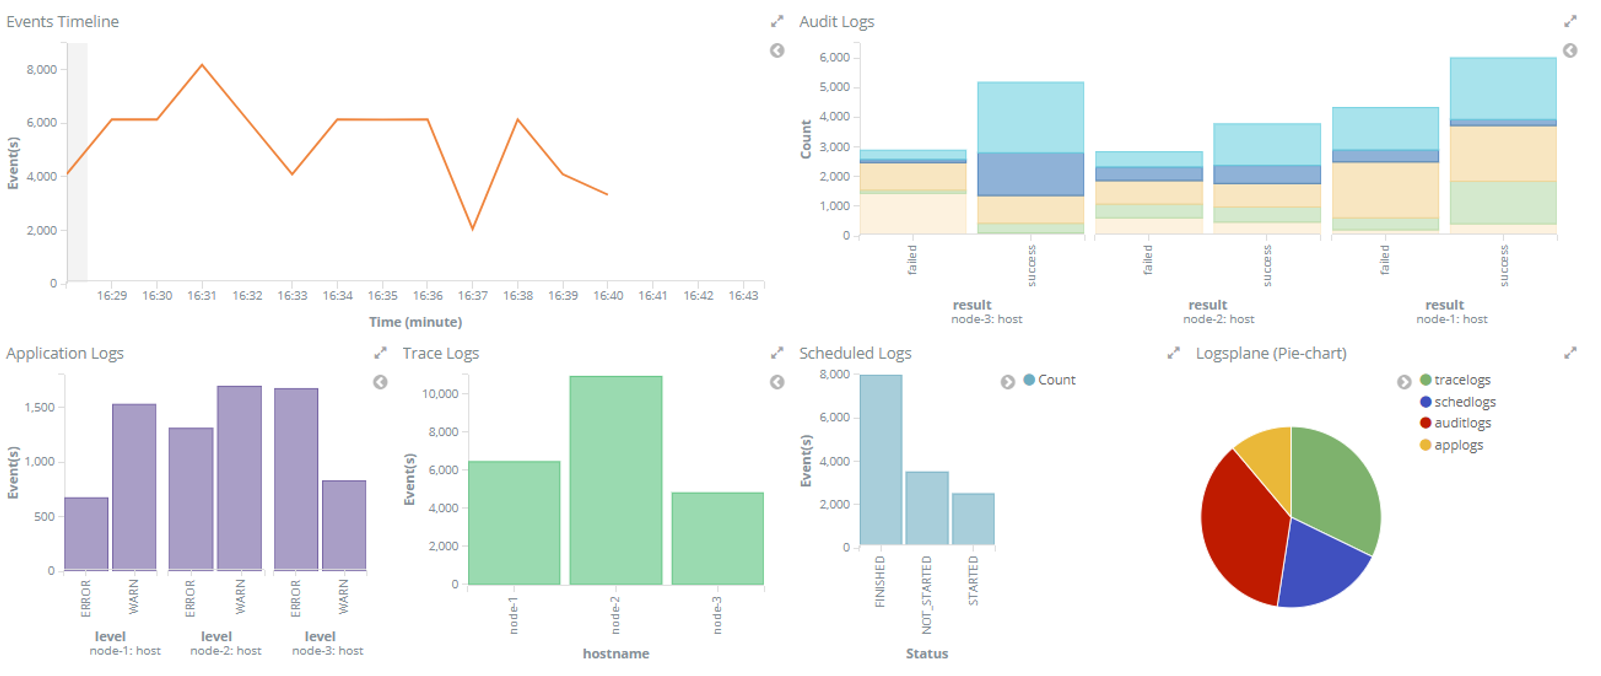 Events Timeline
Event(s)
8,000
6,000
4,000
2,000
0
16:29 16:30 16:31 16:32 16:33 16:34 16:35 16:36 16:37 16:38 16:39 16:40 16:41 16:42 16:43
Time (minute)
Audit Logs
Count
6,000
5,000
4,000
3,000
2,000
1,000
0
failed success failed success failed success
result result result
node-3: host node-2: host node-1: host
Application Logs
Event(s)
1,500
1,000
500
0
ERROR WARN ERROR WARN ERROR WARN
level level level
node-1: host node-2: host node-3: host
Trace Logs
Event(s)
10,000
8,000
6,000
4,000
2,000
0
node-1 node-2 node-3
hostname
Scheduled Logs
Count
Event(s)
8,000
6,000
4,000
2,000
0
FINISHED NOT_STARTED STARTED
Status
Logsplane (Pie-chart)
tracelogs
schedlogs
auditlogs
applogs